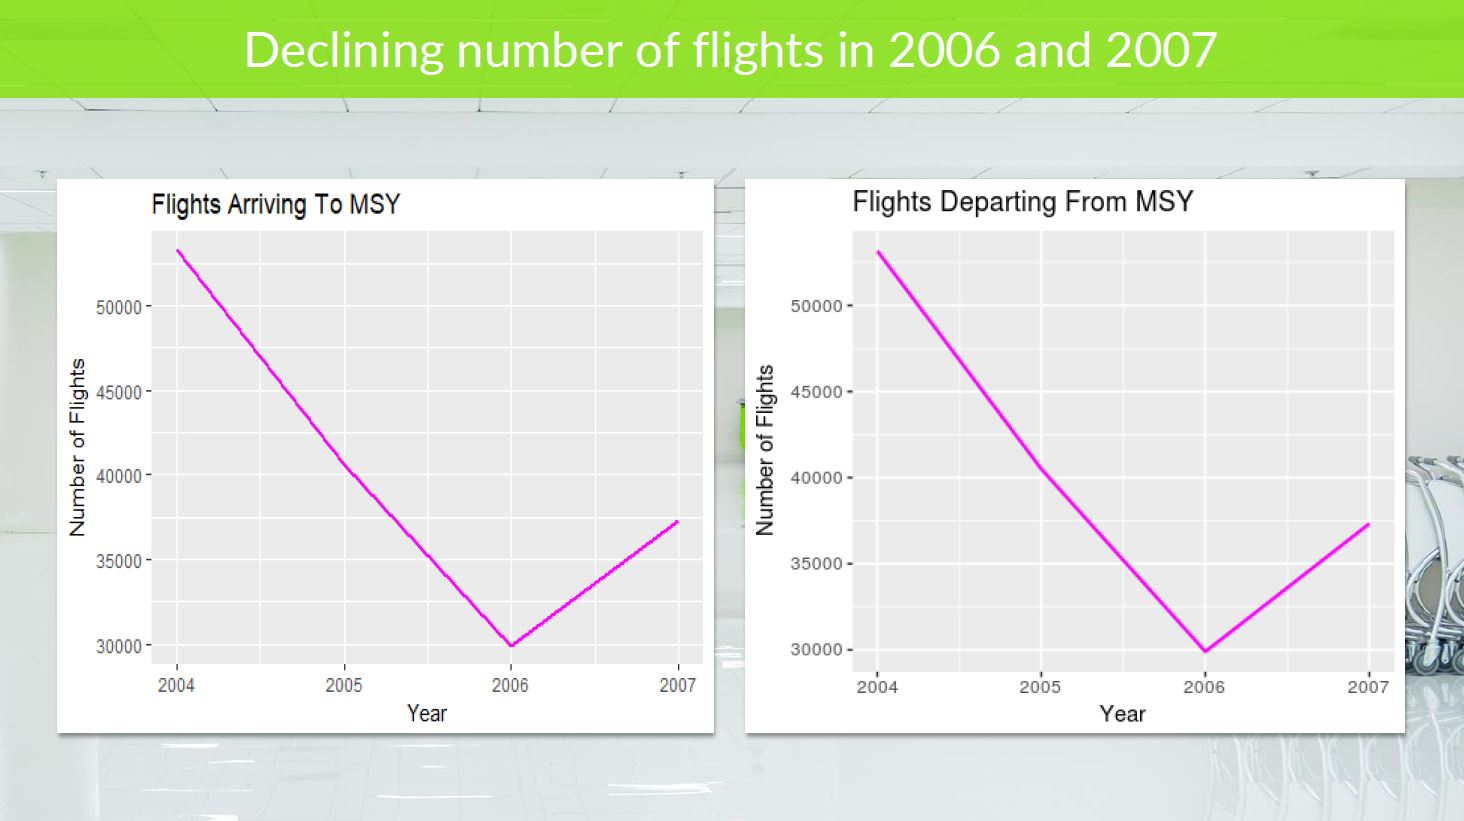 Declining number of flights in 2006 and 2007
Flights Arriving To MSY
Number of Flights
50000
45000
40000
35000
30000
2004 2005 2006 2007
Year
Flights Departing From MSY
Number of Flights
50000
45000
40000
35000
30000
2004 2005 2006 2007
Year